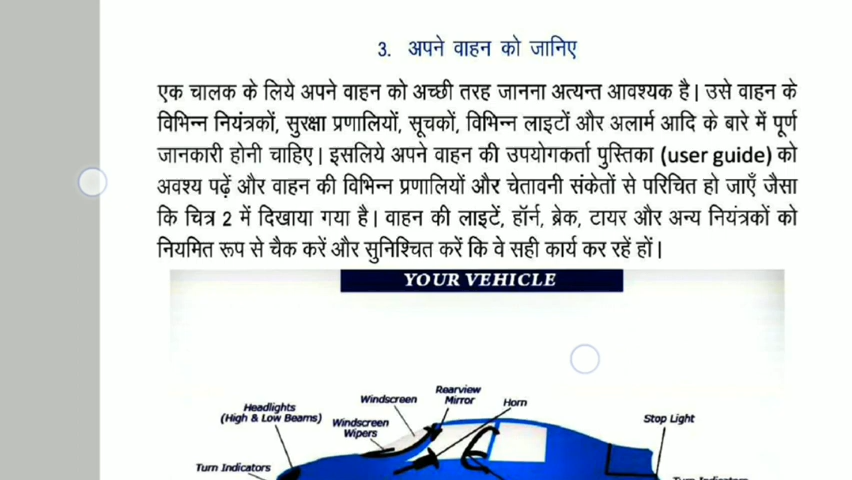 3. अपने वाहन को जानिए
एक चालक के लिये अपने वाहन को अच्छी तरह जानना अत्यन्त आवश्यक है। उसे वाहन के
विभिन्न नियंत्रकों, सुरक्षा प्रणालियों, सूचकों, विभिन्न लाइटों और अलार्म आदि के बारे में पूर्ण
जानकारी होनी चाहिए। इसलिये अपने वाहन की उपयोगकर्ता पुस्तिका (user guide) को
अवश्य पढ़ें और वाहन की विभिन्न प्रणालियों और चेतावनी संकेतों से परिचित हो जाएँ जैसा
कि चित्र 2 में दिखाया गया है। वाहन की लाइटें, हॉर्न, ब्रेक, टायर और अन्य नियंत्रकों को
नियमित रूप से चैक करें और सुनिश्चित करें कि वे सही कार्य कर रहें हों।
YOUR VEHICLE
Rearview
Mirror
Windscreen
Horn
Headlights
(High & Low Beams)
Windscreen
Wipers
Stop Light
Turn Indicators
Turn Indicators